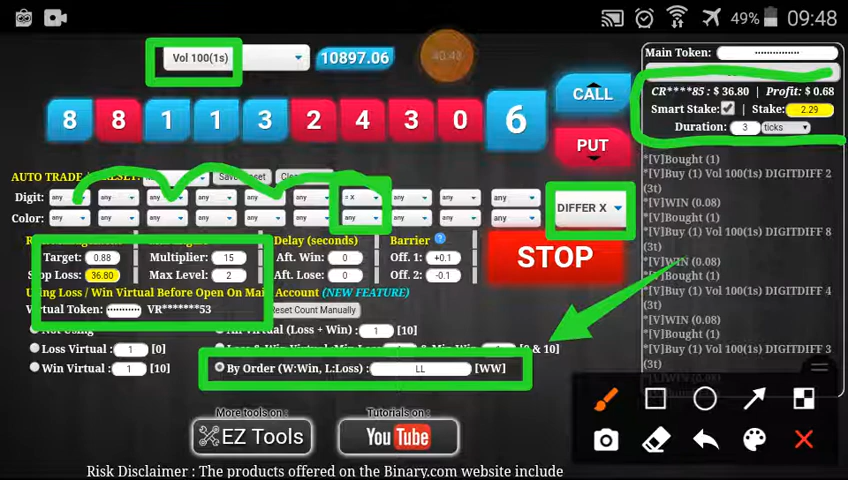 49% 09:48
Vol 100(1s) 10897.06 40:43
Main Token: ••••••••••••••
CR****85 : $ 36.80 | Profit: $ 0.68
Smart Stake: | Stake: 2.29
Duration: 3 ticks
8 8 1 1 3 2 4 3 0 6
CALL
PUT
AUTO TRADE
Digit: any any any any any any = X any any any
Color: any any any any any any any any any any
DIFFER X
STOP
Delay (seconds) Barrier ?
Target: 0.88 Multiplier: 15 Aft. Win: 0 Off. 1: +0.1
Stop Loss: 36.80 Max Level: 2 Aft. Loss: 0 Off. 2: -0.1
Using Loss / Win Virtual Before Open On Main Account (NEW FEATURE)
Virtual Token: ••••••••••• VR*******53 Reset Count Manually
Not Using All Virtual (Loss + Win) : 1 [10]
Loss Virtual : 1 [0]
Win Virtual : 1 [10] By Order (W:Win, L:Loss) : LL [WW]
*[V]Bought (1)
*[V]Buy (1) Vol 100(1s) DIGITDIFF 2
(3t)
*[V]WIN (0.08)
*[V]Bought (1)
*[V]Buy (1) Vol 100(1s) DIGITDIFF 8
(3t)
*[V]WIN (0.08)
*[V]Bought (1)
*[V]Buy (1) Vol 100(1s) DIGITDIFF 4
(3t)
*[V]WIN (0.08)
*[V]Bought (1)
*[V]Buy (1) Vol 100(1s) DIGITDIFF 3
(3t)
More tools on : Tutorials on :
EZ Tools YouTube
Risk Disclaimer : The products offered on the Binary.com website include